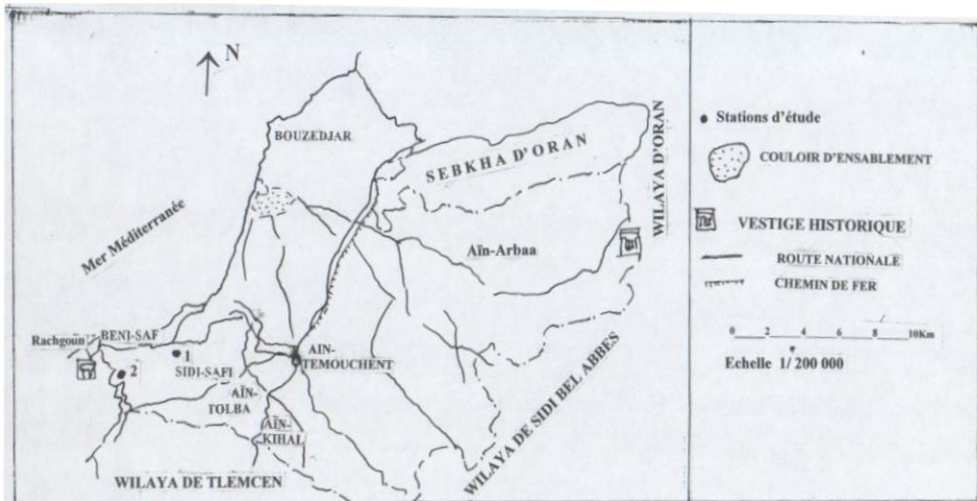 N
BOUZEDJAR
SEBKHA D'ORAN
WILAYA D'ORAN
Mer Méditerranée
Aïn-Arbaa
Rachgoun
BENI-SAF
1
2
SIDI-SAFI
AIN-
TEMOUCHENT
AÏN-
TOLBA
AÏN-
KIHAL
WILAYA DE SIDI BEL ABBES
WILAYA DE TLEMCEN
Stations d'étude
COULOIR D'ENSABLEMENT
VESTIGE HISTORIQUE
ROUTE NATIONALE
CHEMIN DE FER
0 2 4 6 8 10Km
Echelle 1/ 200 000